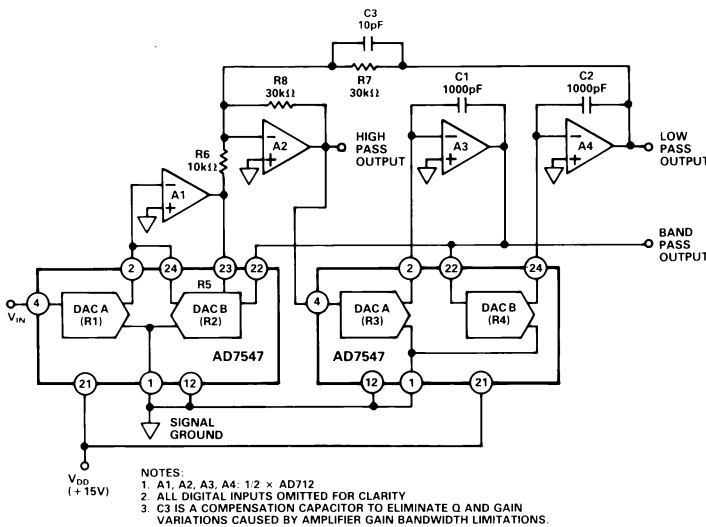 C3
10pF
R8
30kΩ
R7
30kΩ
C1
1000pF
C2
1000pF
R6
10kΩ
A1
A2
A3
A4
HIGH
PASS
OUTPUT
LOW
PASS
OUTPUT
BAND
PASS
OUTPUT
2
24
23
22
R5
4
VIN
DAC A
(R1)
DAC B
(R2)
AD7547
21
1
12
2
22
24
4
DAC A
(R3)
DAC B
(R4)
AD7547
12
1
21
SIGNAL
GROUND
VDD
(+15V)
NOTES:
1. A1, A2, A3, A4: 1/2 × AD712
2. ALL DIGITAL INPUTS OMITTED FOR CLARITY
3. C3 IS A COMPENSATION CAPACITOR TO ELIMINATE Q AND GAIN
VARIATIONS CAUSED BY AMPLIFIER GAIN BANDWIDTH LIMITATIONS.